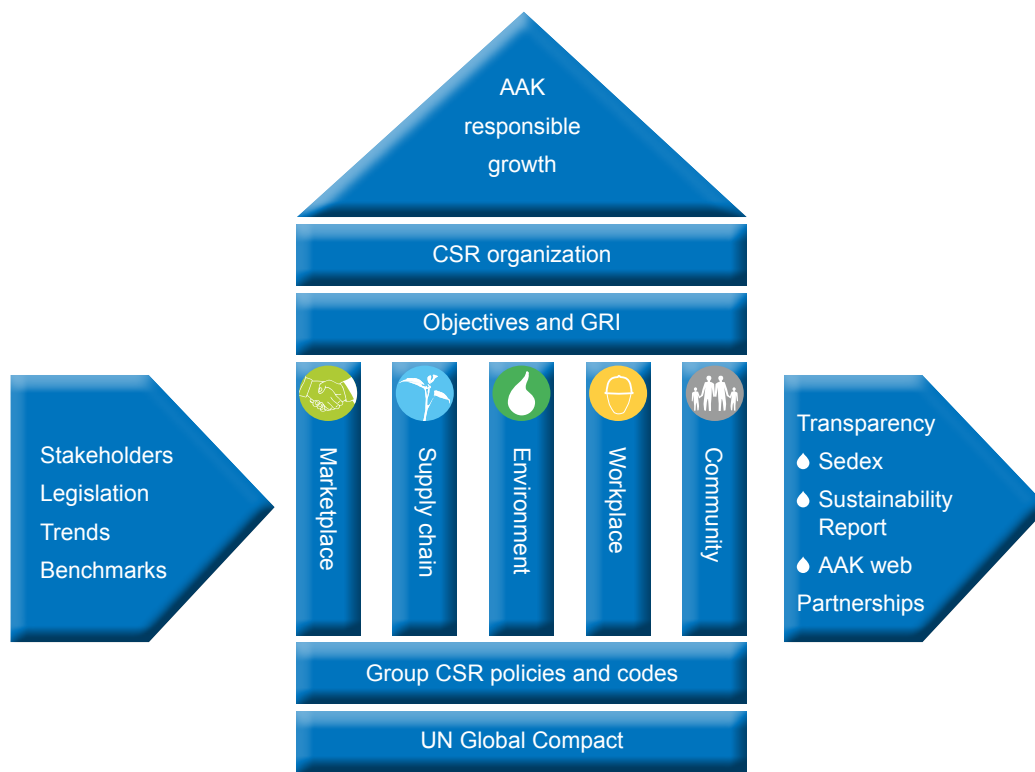 AAK
responsible
growth
CSR organization
Objectives and GRI
Stakeholders
Legislation
Trends
Benchmarks
Marketplace
Supply chain
Environment
Workplace
Community
Transparency
Sedex
Sustainability
Report
AAK web
Partnerships
Group CSR policies and codes
UN Global Compact